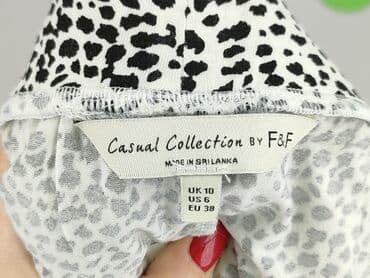 Casual Collection BY F&F
MADE IN SRI LANKA
UK 10
US 6
EU 38